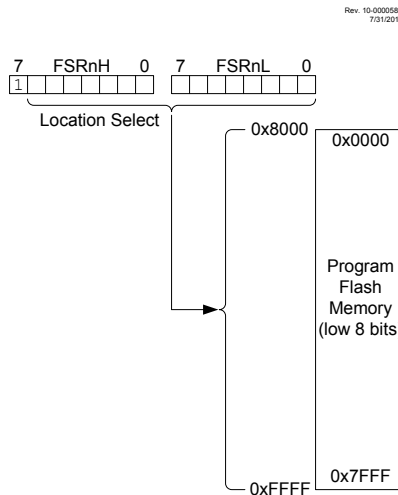 Rev. 10-000058
7/31/201
7 FSRnH 0 7 FSRnL 0
1
Location Select
0x8000
0x0000
Program
Flash
Memory
(low 8 bits
0x7FFF
0xFFFF